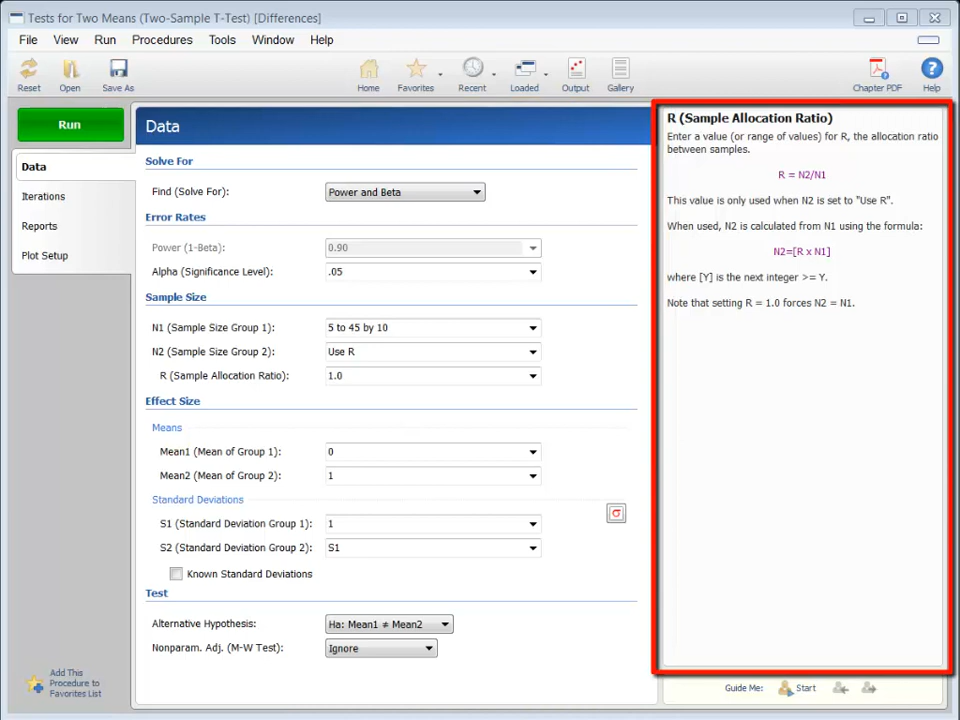 Tests for Two Means (Two-Sample T-Test) [Differences]
File View Run Procedures Tools Window Help
Reset Open Save As Home Favorites Recent Loaded Output Gallery Chapter PDF Help
Run
Data
Iterations
Reports
Plot Setup
Add This
Procedure to
Favorites List
Data
Solve For
Find (Solve For): Power and Beta
Error Rates
Power (1-Beta): 0.90
Alpha (Significance Level): .05
Sample Size
N1 (Sample Size Group 1): 5 to 45 by 10
N2 (Sample Size Group 2): Use R
R (Sample Allocation Ratio): 1.0
Effect Size
Means
Mean1 (Mean of Group 1): 0
Mean2 (Mean of Group 2): 1
Standard Deviations
σ
S1 (Standard Deviation Group 1): 1
S2 (Standard Deviation Group 2): S1
Known Standard Deviations
Test
Alternative Hypothesis: Ha: Mean1 ≠ Mean2
Nonparam. Adj. (M-W Test): Ignore
R (Sample Allocation Ratio)
Enter a value (or range of values) for R, the allocation ratio
between samples.
R = N2/N1
This value is only used when N2 is set to "Use R".
When used, N2 is calculated from N1 using the formula:
N2=[R x N1]
where [Y] is the next integer >= Y.
Note that setting R = 1.0 forces N2 = N1.
Guide Me: Start